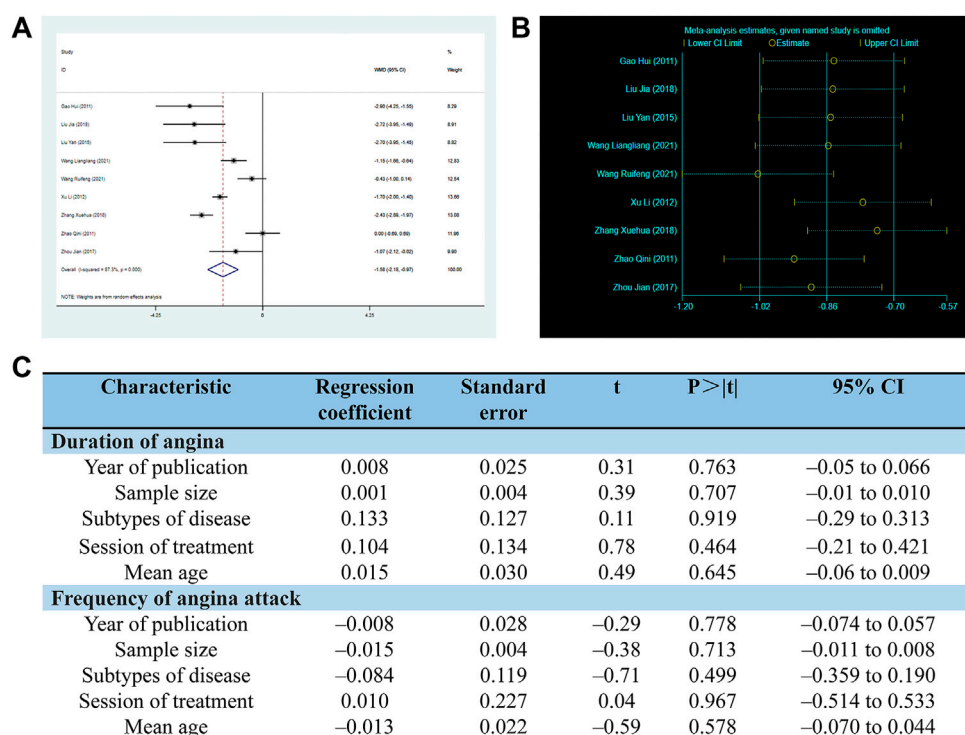 A
Study
%
ID
WMD (95% CI)
Weight
Gao Hui (2011)
-2.90 (-4.25, -1.55)
8.29
Liu Jia (2018)
-2.72 (-3.95, -1.49)
8.91
Liu Yan (2015)
-2.70 (-3.95, -1.45)
8.82
Wang Liangliang (2021)
-1.15 (-1.66, -0.64)
12.83
Wang Ruifeng (2021)
-0.43 (-1.00, 0.14)
12.54
Xu Li (2012)
-1.70 (-2.00, -1.40)
13.66
Zhang Xuehua (2018)
-2.43 (-2.89, -1.97)
13.08
Zhao Qini (2011)
0.00 (-0.69, 0.69)
11.96
Zhou Jian (2017)
-1.07 (-2.12, -0.02)
9.90
Overall (I-squared = 87.3%, p = 0.000)
-1.58 (-2.18, -0.97)
100.00
NOTE: Weights are from random effects analysis
-4.25 0 4.25
B
Meta-analysis estimates, given named study is omitted
Lower CI Limit Estimate Upper CI Limit
Gao Hui (2011)
Liu Jia (2018)
Liu Yan (2015)
Wang Liangliang (2021)
Wang Ruifeng (2021)
Xu Li (2012)
Zhang Xuehua (2018)
Zhao Qini (2011)
Zhou Jian (2017)
-1.20 -1.02 -0.86 -0.70 -0.57
C
Characteristic Regression coefficient Standard error t P＞|t| 95% CI
Duration of angina
Year of publication 0.008 0.025 0.31 0.763 –0.05 to 0.066
Sample size 0.001 0.004 0.39 0.707 –0.01 to 0.010
Subtypes of disease 0.133 0.127 0.11 0.919 –0.29 to 0.313
Session of treatment 0.104 0.134 0.78 0.464 –0.21 to 0.421
Mean age 0.015 0.030 0.49 0.645 –0.06 to 0.009
Frequency of angina attack
Year of publication –0.008 0.028 –0.29 0.778 –0.074 to 0.057
Sample size –0.015 0.004 –0.38 0.713 –0.011 to 0.008
Subtypes of disease –0.084 0.119 –0.71 0.499 –0.359 to 0.190
Session of treatment 0.010 0.227 0.04 0.967 –0.514 to 0.533
Mean age –0.013 0.022 –0.59 0.578 –0.070 to 0.044